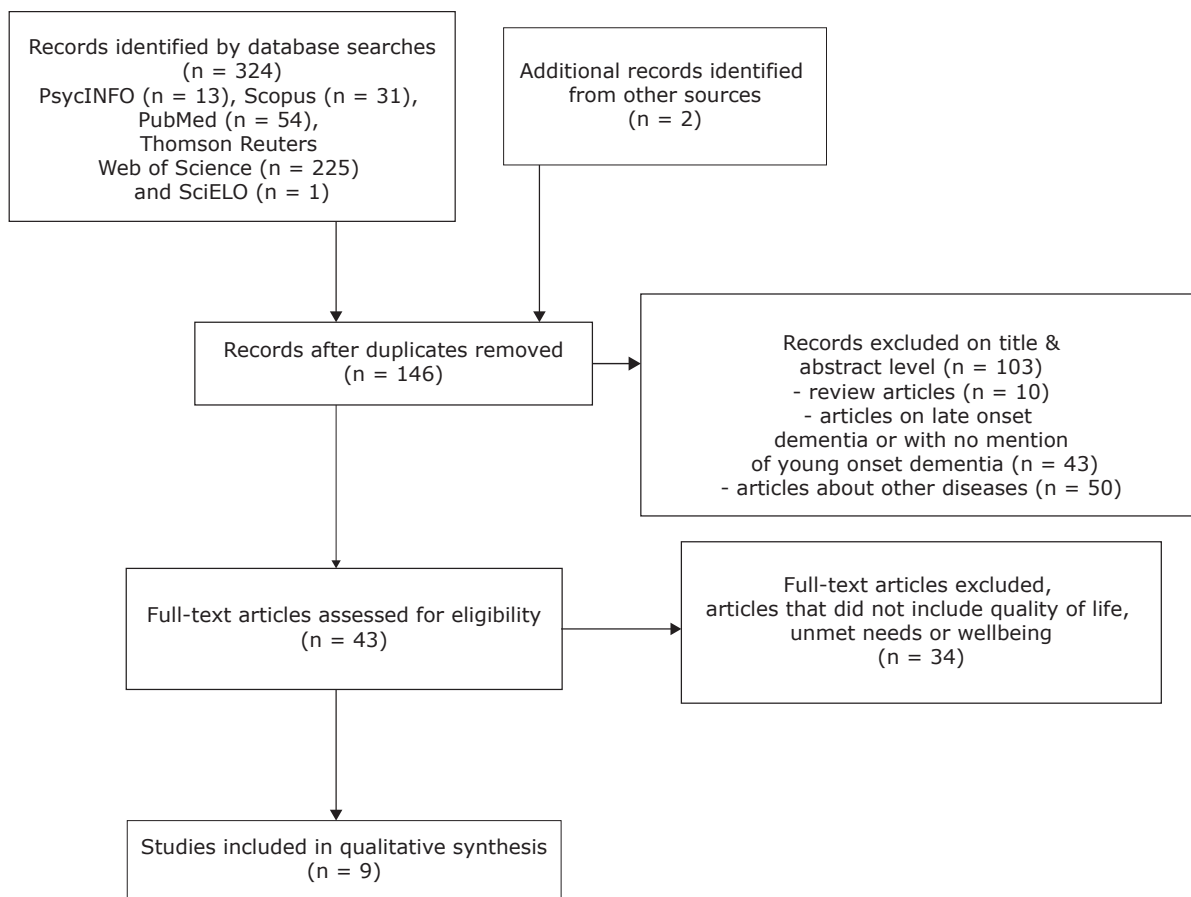 Records identified by database searches
(n = 324)
PsycINFO (n = 13), Scopus (n = 31),
PubMed (n = 54),
Thomson Reuters
Web of Science (n = 225)
and SciELO (n = 1)
Additional records identified
from other sources
(n = 2)
Records after duplicates removed
(n = 146)
Records excluded on title &
abstract level (n = 103)
- review articles (n = 10)
- articles on late onset
dementia or with no mention
of young onset dementia (n = 43)
- articles about other diseases (n = 50)
Full-text articles assessed for eligibility
(n = 43)
Full-text articles excluded,
articles that did not include quality of life,
unmet needs or wellbeing
(n = 34)
Studies included in qualitative synthesis
(n = 9)